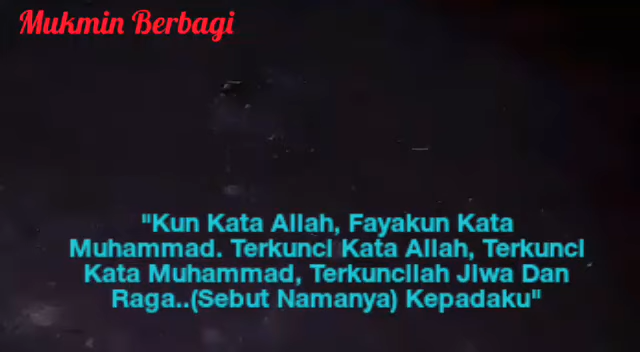 Mukmin Berbagi
"Kun Kata Allah, Fayakun Kata
Muhammad. Terkunci Kata Allah, Terkunci
Kata Muhammad, Terkuncilah Jiwa Dan
Raga..(Sebut Namanya) Kepadaku"